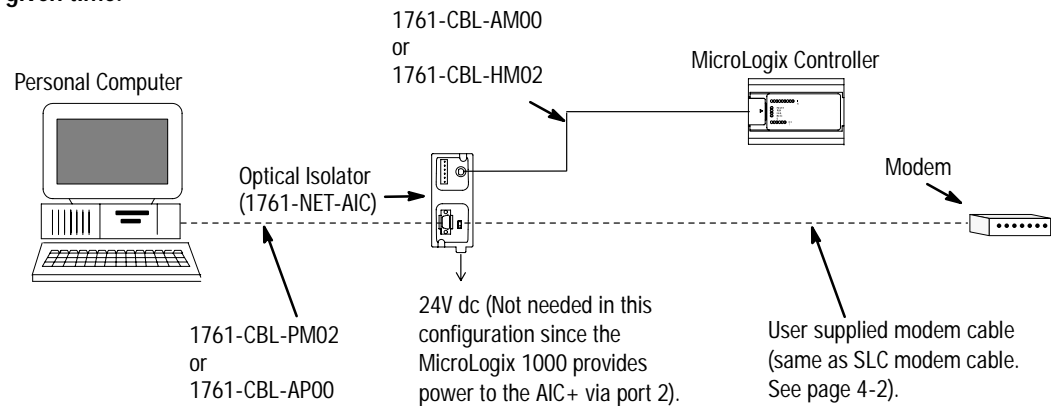 given time.
1761-CBL-AM00
or
1761-CBL-HM02
MicroLogix Controller
Personal Computer
Optical Isolator
(1761-NET-AIC)
Modem
1761-CBL-PM02
or
1761-CBL-AP00
24V dc (Not needed in this
configuration since the
MicroLogix 1000 provides
power to the AIC+ via port 2).
User supplied modem cable
(same as SLC modem cable.
See page 4-2).